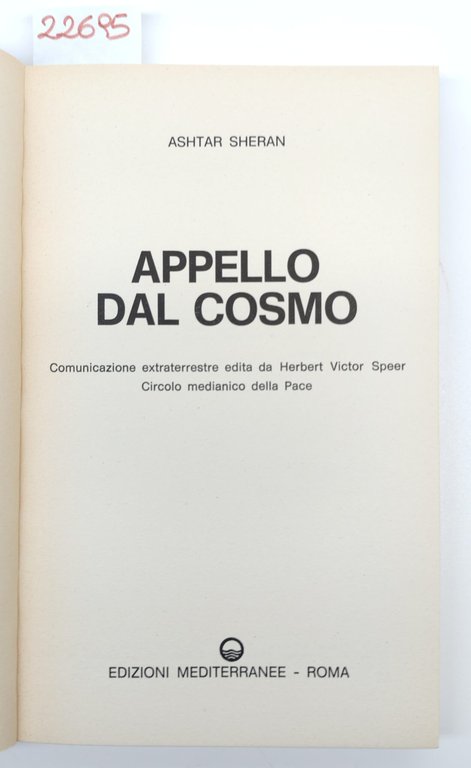 22695
ASHTAR SHERAN
APPELLO
DAL COSMO
Comunicazione extraterrestre edita da Herbert Victor Speer
Circolo medianico della Pace
EDIZIONI MEDITERRANEE - ROMA